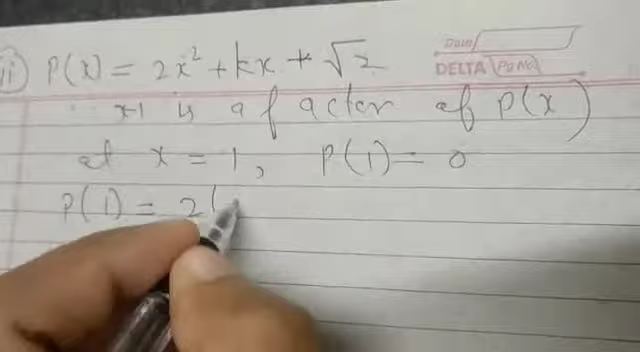 ii) P(x) = 2x² + kx + √2
Date
DELTA Pg No
x-1 is a factor of P(x)
at x = 1, P(1) = 0
P(1) = 2(